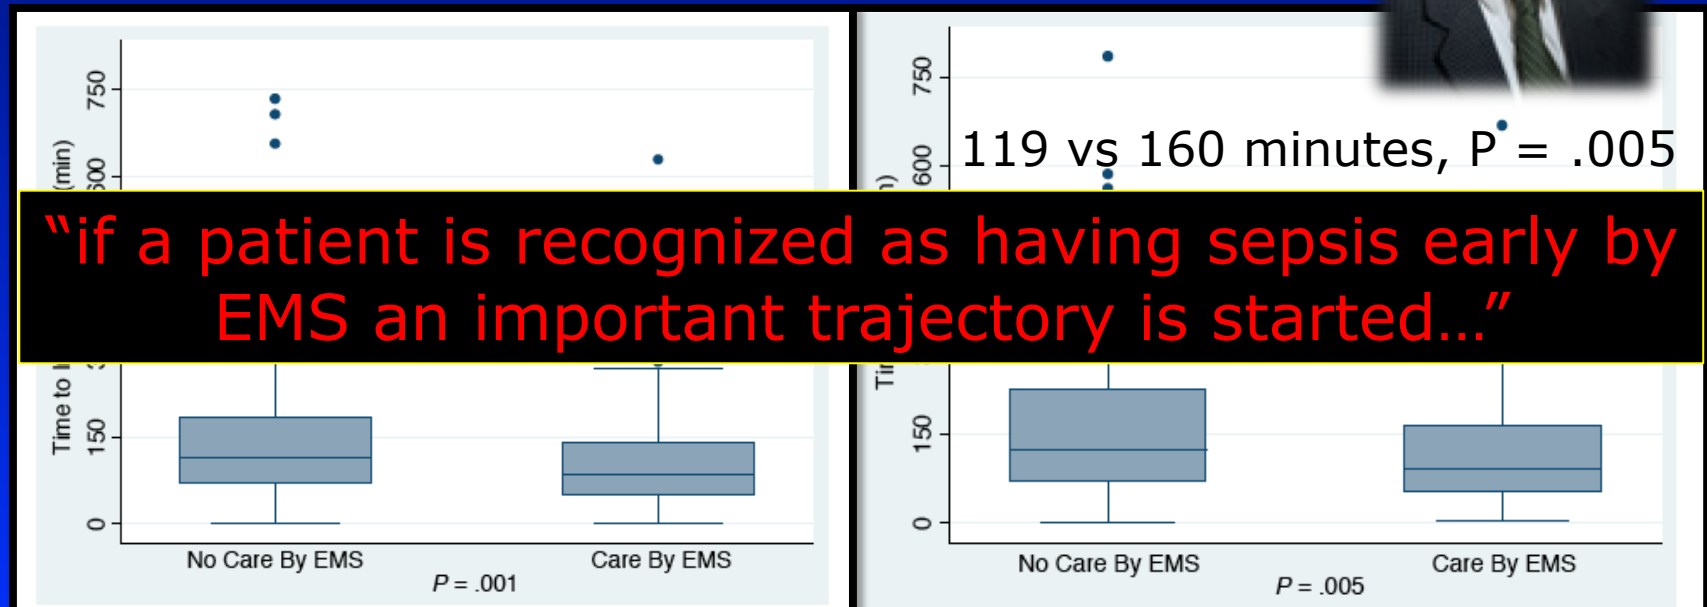 750
(min)
600
Time to
150
0
No Care By EMS
Care By EMS
P = .001
750
119 vs 160 minutes, P = .005
600
“if a patient is recognized as having sepsis early by
EMS an important trajectory is started…”
150
0
No Care By EMS
Care By EMS
P = .005